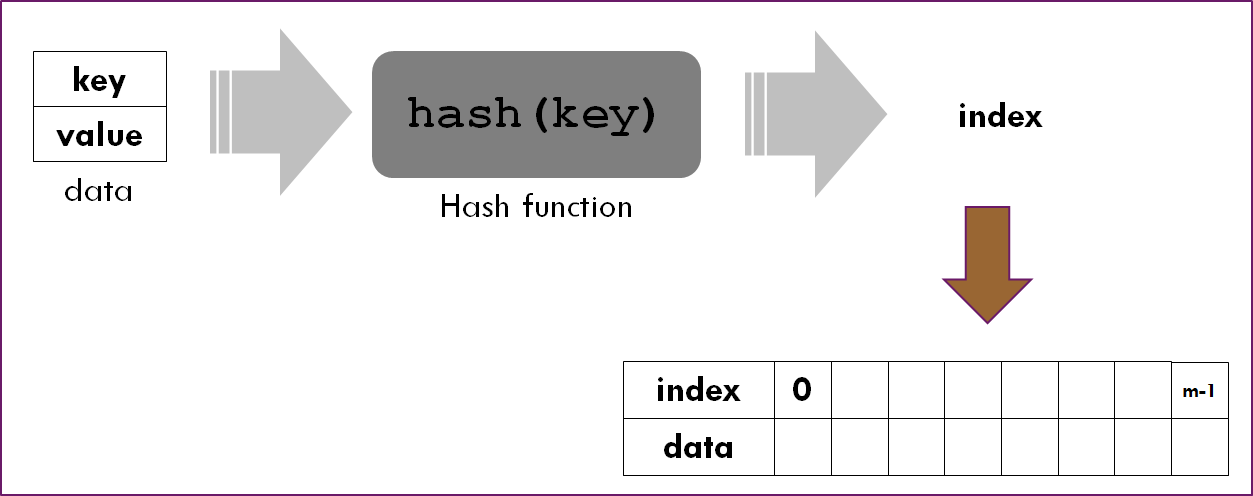 key
value
data
hash(key)
Hash function
index
index 0 m-1
data